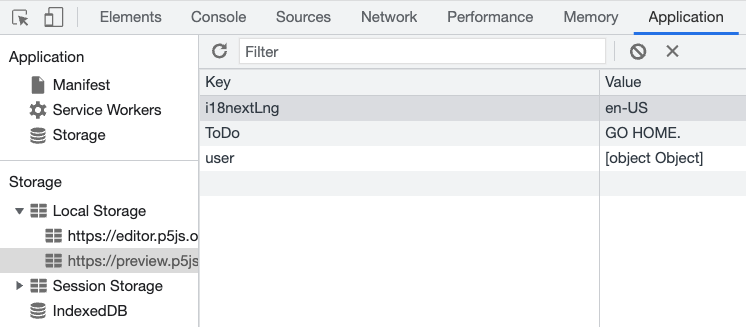 Elements Console Sources Network Performance Memory Application
Application
Manifest
Service Workers
Storage
Storage
Local Storage
https://editor.p5js.o
https://preview.p5js
Session Storage
IndexedDB
Filter
Key Value
i18nextLng en-US
ToDo GO HOME.
user [object Object]